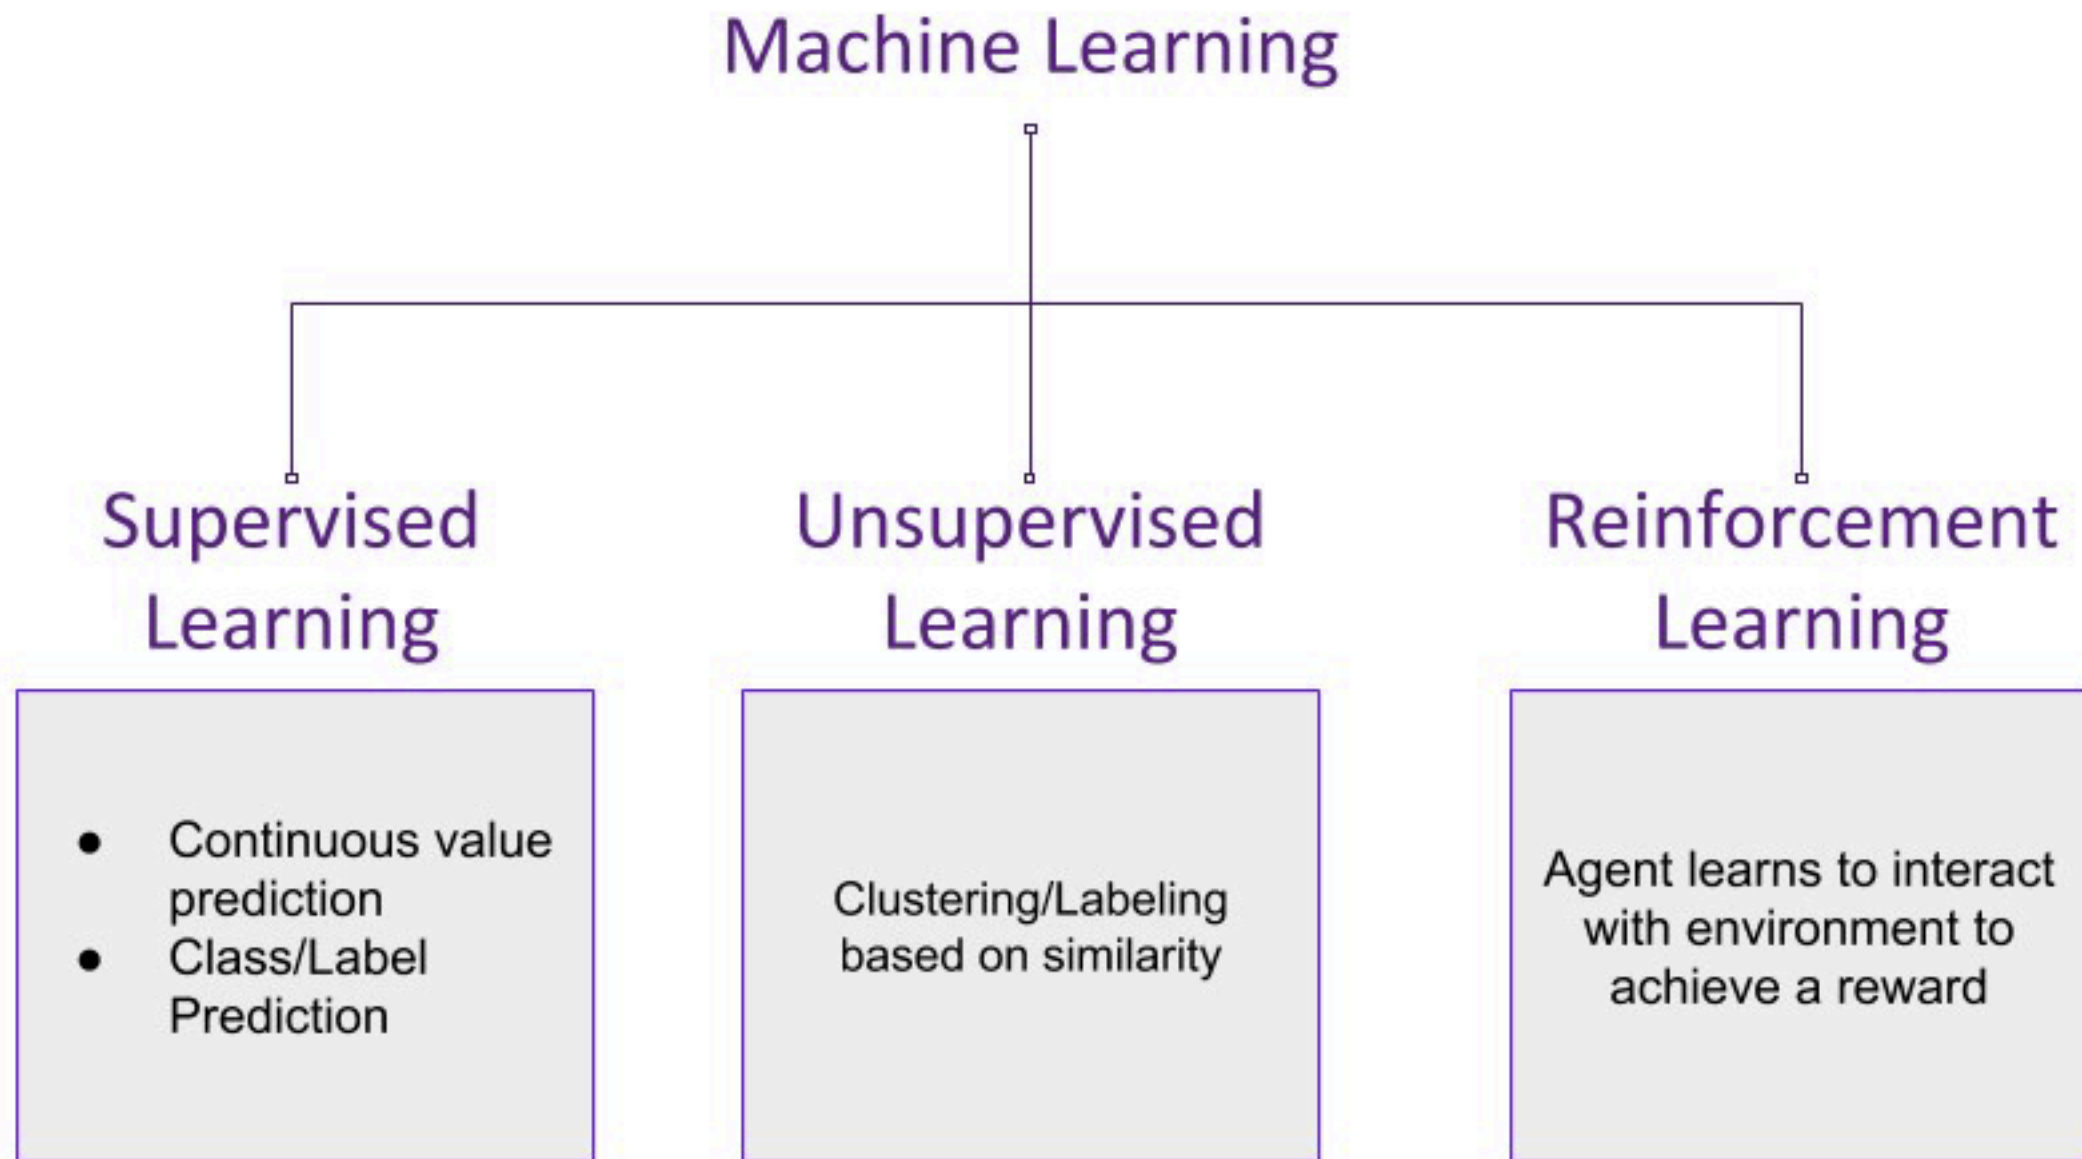 Machine Learning
Supervised
Learning
Unsupervised
Learning
Reinforcement
Learning
● Continuous value
prediction
● Class/Label
Prediction
Clustering/Labeling
based on similarity
Agent learns to interact
with environment to
achieve a reward